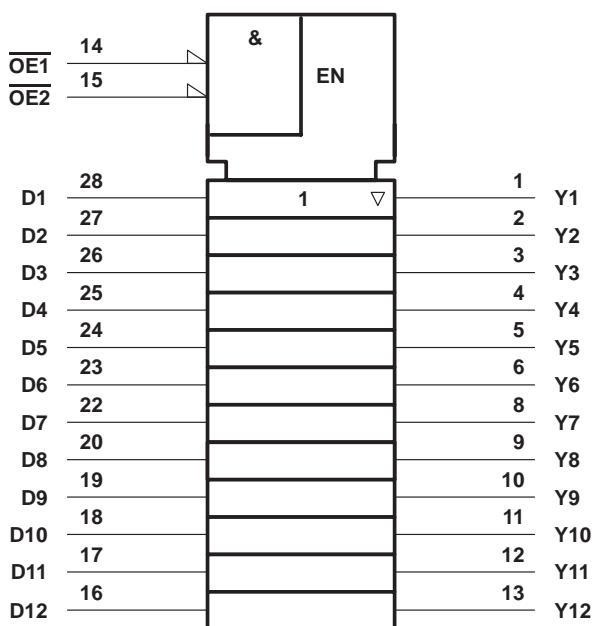 &
EN
14
O̅E̅1̅
15
O̅E̅2̅
D1 28 1 ▽ 1 Y1
D2 27 2 Y2
D3 26 3 Y3
D4 25 4 Y4
D5 24 5 Y5
D6 23 6 Y6
D7 22 8 Y7
D8 20 9 Y8
D9 19 10 Y9
D10 18 11 Y10
D11 17 12 Y11
D12 16 13 Y12